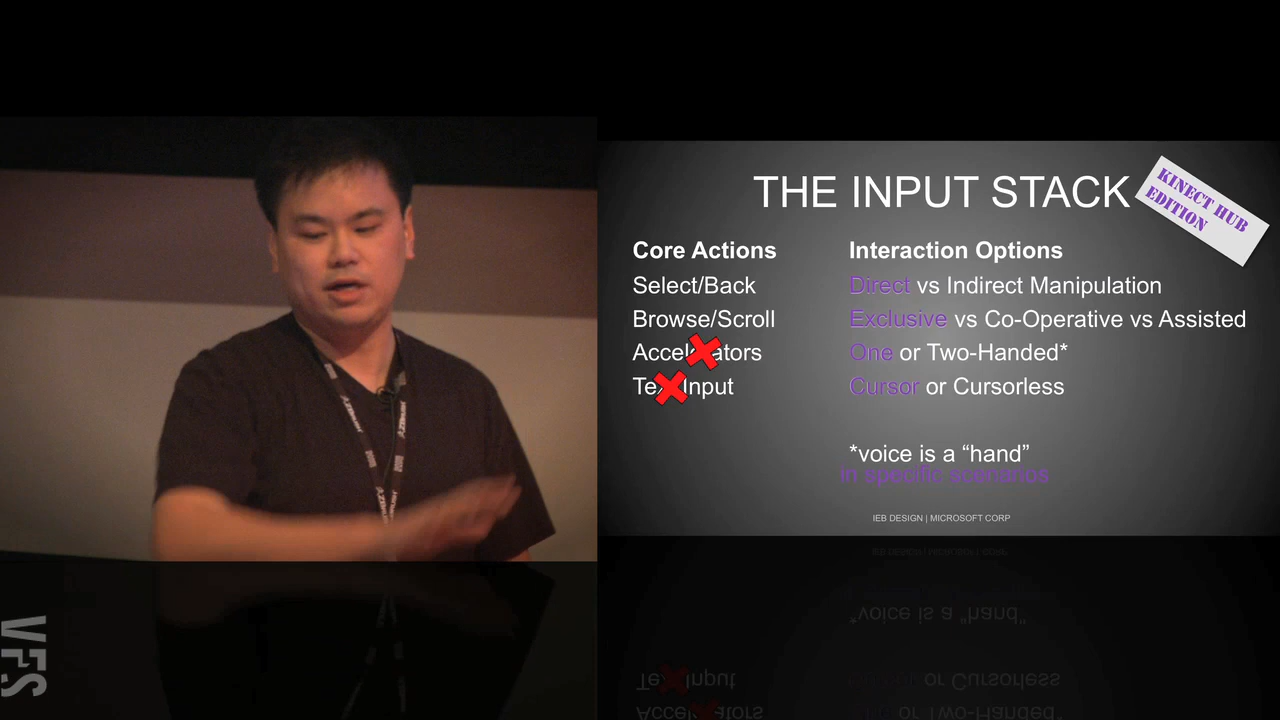 THE INPUT STACK
KINECT HUB
EDITION
Core Actions
Select/Back
Browse/Scroll
Accelerators
Text Input
Interaction Options
Direct vs Indirect Manipulation
Exclusive vs Co-Operative vs Assisted
One or Two-Handed*
Cursor or Cursorless
*voice is a “hand”
in specific scenarios
IEB DESIGN | MICROSOFT CORP
VFS